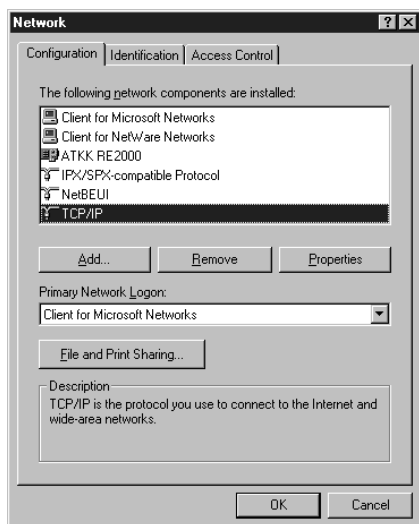 Network
Configuration Identification Access Control
The following network components are installed:
Client for Microsoft Networks
Client for NetWare Networks
ATKK RE2000
IPX/SPX-compatible Protocol
NetBEUI
TCP/IP
Add... Remove Properties
Primary Network Logon:
Client for Microsoft Networks
File and Print Sharing...
Description
TCP/IP is the protocol you use to connect to the Internet and
wide-area networks.
OK Cancel